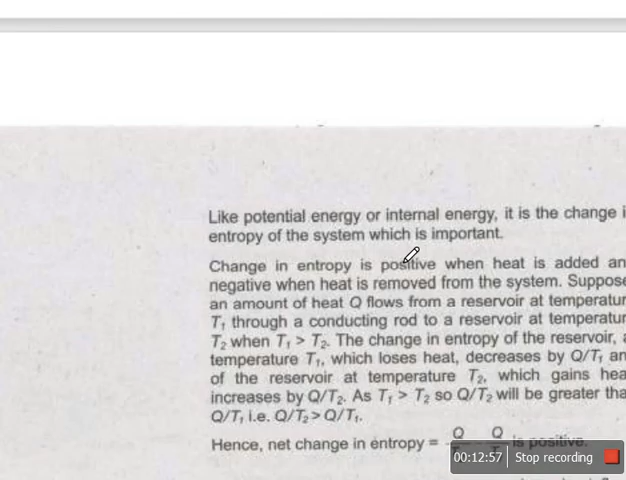 Like potential energy or internal energy, it is the change i
entropy of the system which is important.
Change in entropy is positive when heat is added an
negative when heat is removed from the system. Suppose
an amount of heat Q flows from a reservoir at temperatur
T₁ through a conducting rod to a reservoir at temperatur
T₂ when T₁ > T₂. The change in entropy of the reservoir, a
temperature T₁, which loses heat, decreases by Q/T₁ an
of the reservoir at temperature T₂, which gains hea
increases by Q/T₂. As T₁ > T₂ so Q/T₂ will be greater tha
Q/T₁ i.e. Q/T₂ > Q/T₁.
Hence, net change in entropy = Q Q is positive.
00:12:57 Stop recording